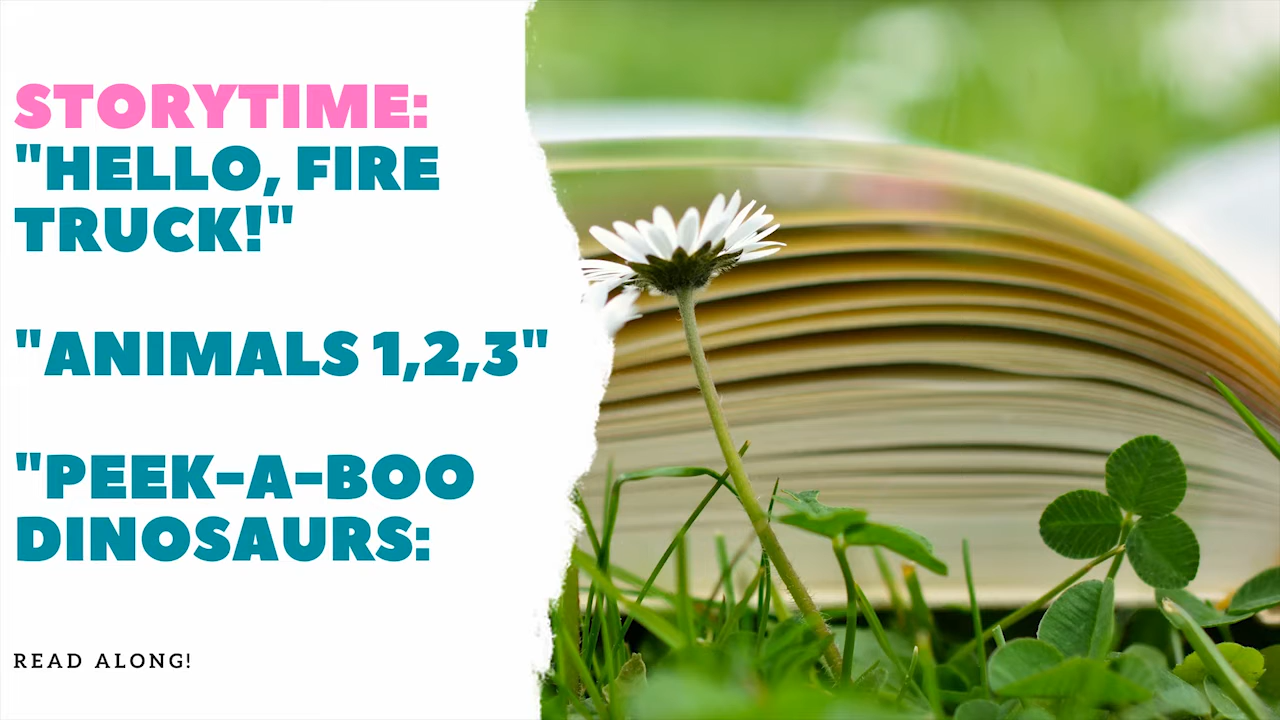 STORYTIME:
"HELLO, FIRE
TRUCK!"
"ANIMALS 1,2,3"
"PEEK-A-BOO
DINOSAURS:
READ ALONG!